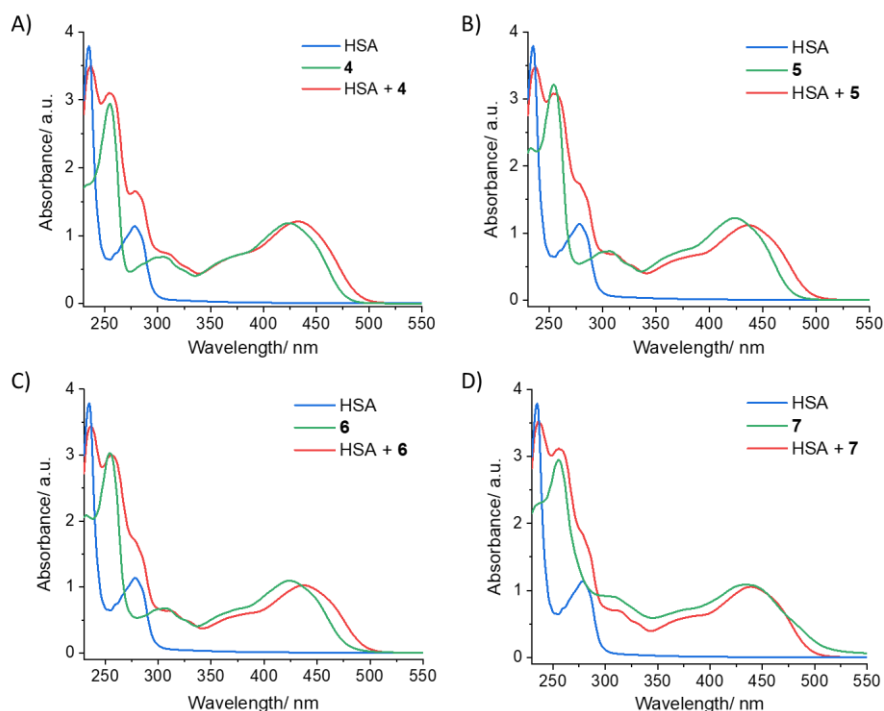 A)
HSA
4
HSA + 4
Absorbance/ a.u.
4
3
2
1
0
250 300 350 400 450 500 550
Wavelength/ nm
B)
HSA
5
HSA + 5
Absorbance/ a.u.
4
3
2
1
0
250 300 350 400 450 500 550
Wavelength/ nm
C)
HSA
6
HSA + 6
Absorbance/ a.u.
4
3
2
1
0
250 300 350 400 450 500 550
Wavelength/ nm
D)
HSA
7
HSA + 7
Absorbance/ a.u.
4
3
2
1
0
250 300 350 400 450 500 550
Wavelength/ nm